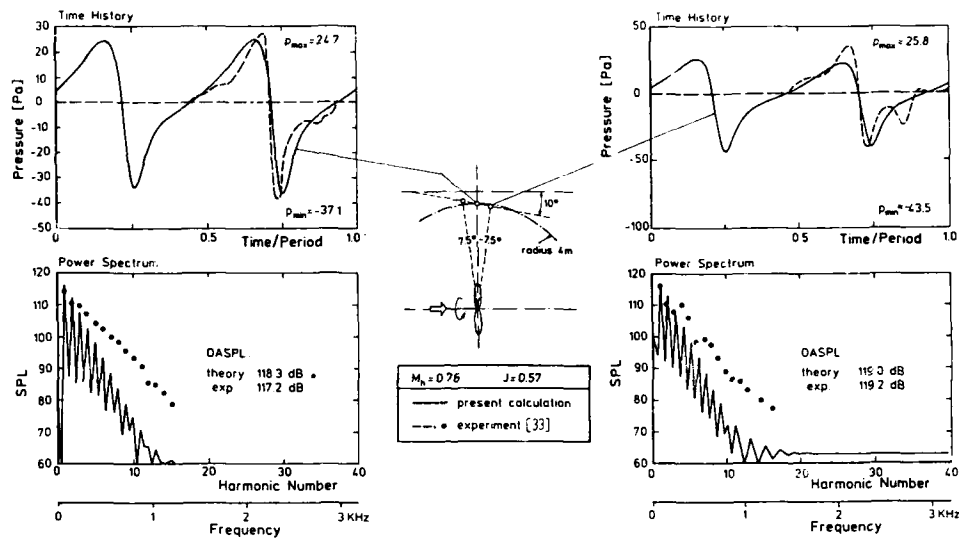 Time History
30
20
10
0
-10
-20
-30
-40
-50
Pressure [Pa]
Pmax=24.7
Pmin=-37.1
0
0.5
1.0
Time/Period
Power Spectrum
120
110
100
90
80
70
60
SPL
OASPL
theory 118.3 dB
exp 117.2 dB
0 10 20 30 40
Harmonic Number
0 1 2 3 KHz
Frequency
10°
7.5° -7.5°
radius 4m
Mh=0.76 J=0.57
present calculation
experiment [33]
Time History
50
0
-50
-100
Pressure [Pa]
Pmax=25.8
Pmin=-43.5
0
0.5
1.0
Time/Period
Power Spectrum
120
110
100
90
80
70
60
SPL
OASPL
theory 119.0 dB
exp. 119.2 dB
0 10 20 30 40
Harmonic Number
0 1 2 3 KHz
Frequency